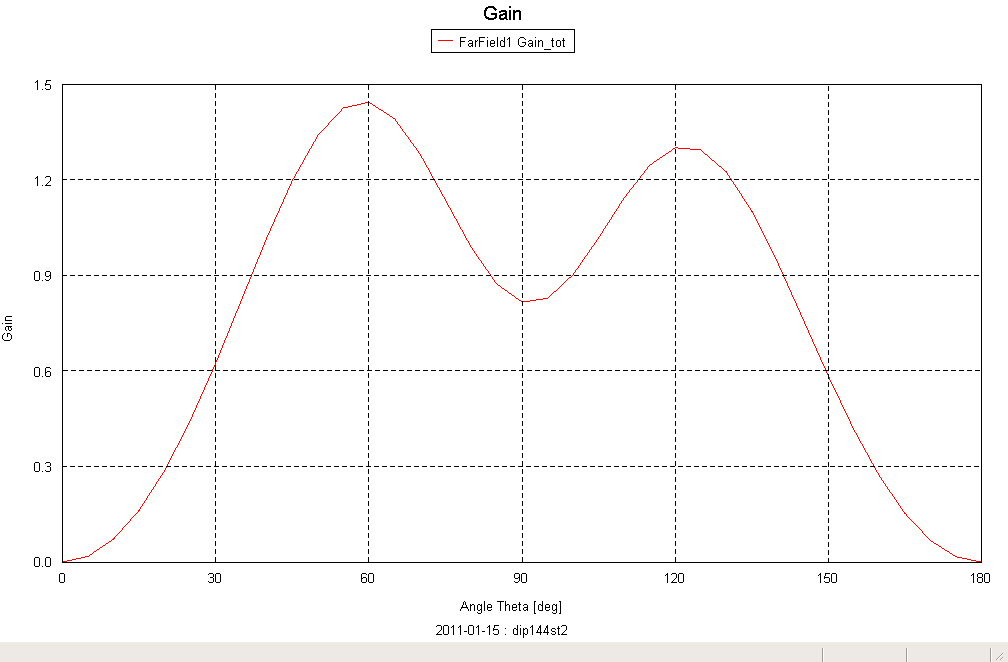 Gain
FarField1 Gain_tot
1.5
1.2
0.9
0.6
0.3
0.0
Gain
0 30 60 90 120 150 180
Angle Theta [deg]
2011-01-15 : dip144st2